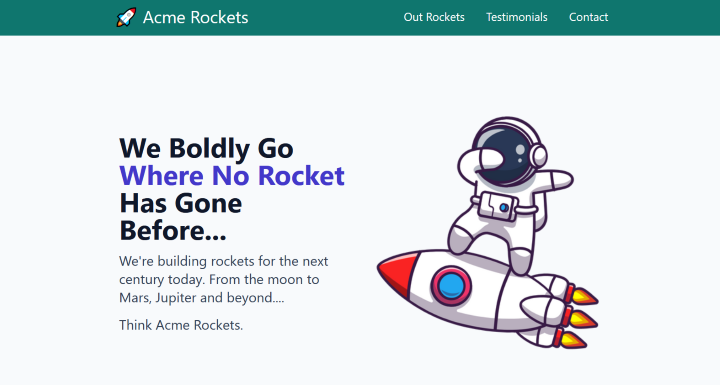 Acme Rockets
Out Rockets
Testimonials
Contact
We Boldly Go
Where No Rocket
Has Gone
Before...
We're building rockets for the next
century today. From the moon to
Mars, Jupiter and beyond....
Think Acme Rockets.